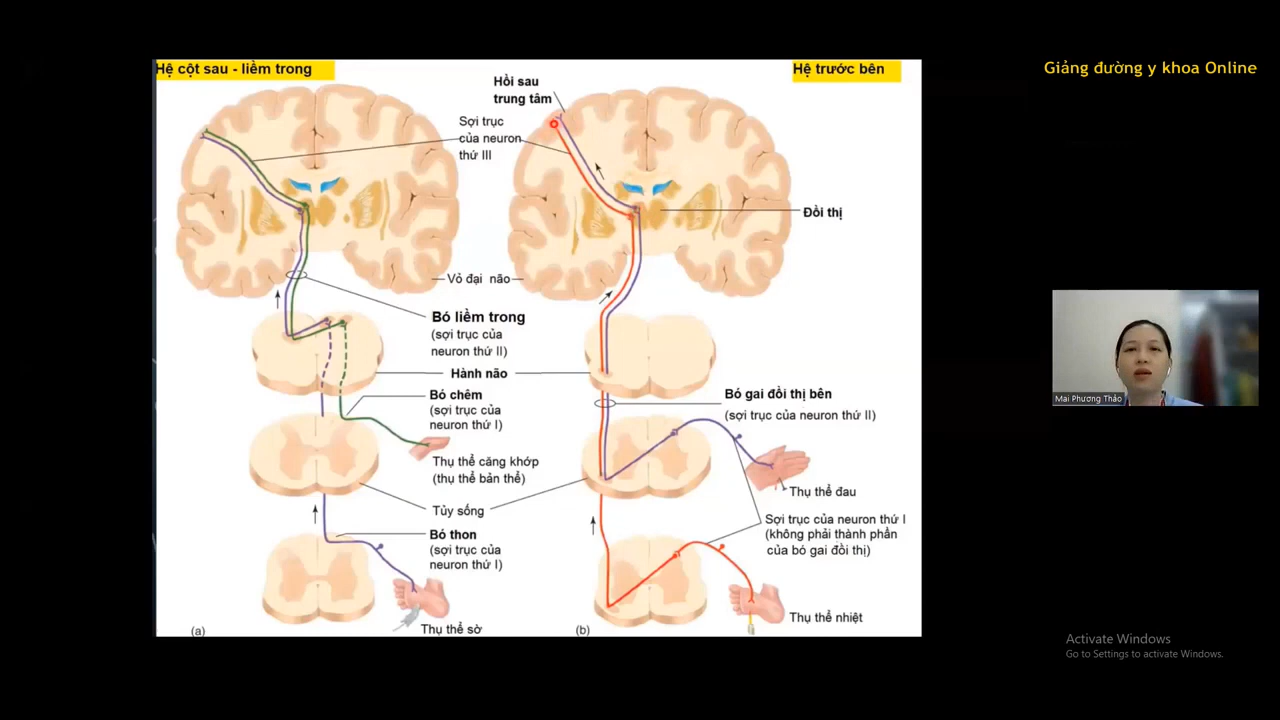 Hệ cột sau - liềm trong
Hệ trước bên
Giảng đường y khoa Online
Hồi sau
trung tâm
Sợi trục
của neuron
thứ III
Đồi thị
Vỏ đại não
Bó liềm trong
(sợi trục của
neuron thứ II)
Hành não
Bó chêm
(sợi trục của
neuron thứ I)
Bó gai đồi thị bên
(sợi trục của neuron thứ II)
Thụ thể căng khớp
(thụ thể bản thể)
Thụ thể đau
Tủy sống
Sợi trục của neuron thứ I
(không phải thành phần
của bó gai đồi thị)
Bó thon
(sợi trục của
neuron thứ I)
Thụ thể sờ
Thụ thể nhiệt
(a)
(b)
Mai Phương Thảo
Activate Windows
Go to Settings to activate Windows.